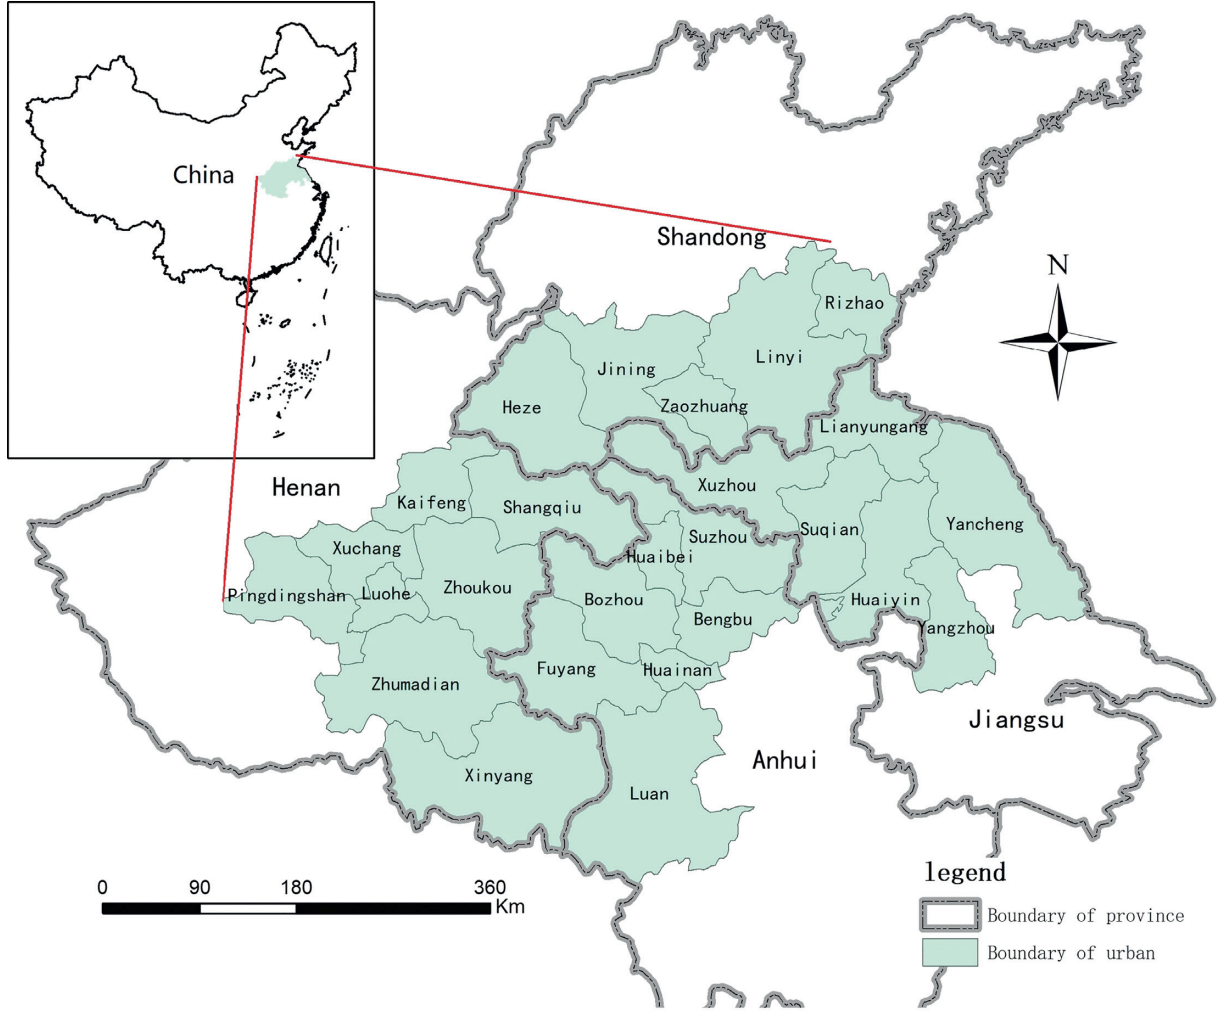 China
Shandong
N
Rizhao
Linyi
Jining
Zaozhuang
Heze
Lianyungang
Henan
Xuzhou
Kaifeng
Shangqiu
Yancheng
Suqian
Suzhou
Xuchang
Huaibei
Zhoukou
Luohe
Pingdingshan
Bozhou
Huaiyin
Bengbu
Yangzhou
Fuyang
Huainan
Zhumadian
Jiangsu
Anhui
Xinyang
Luan
legend
0 90 180 360
Km
Boundary of province
Boundary of urban